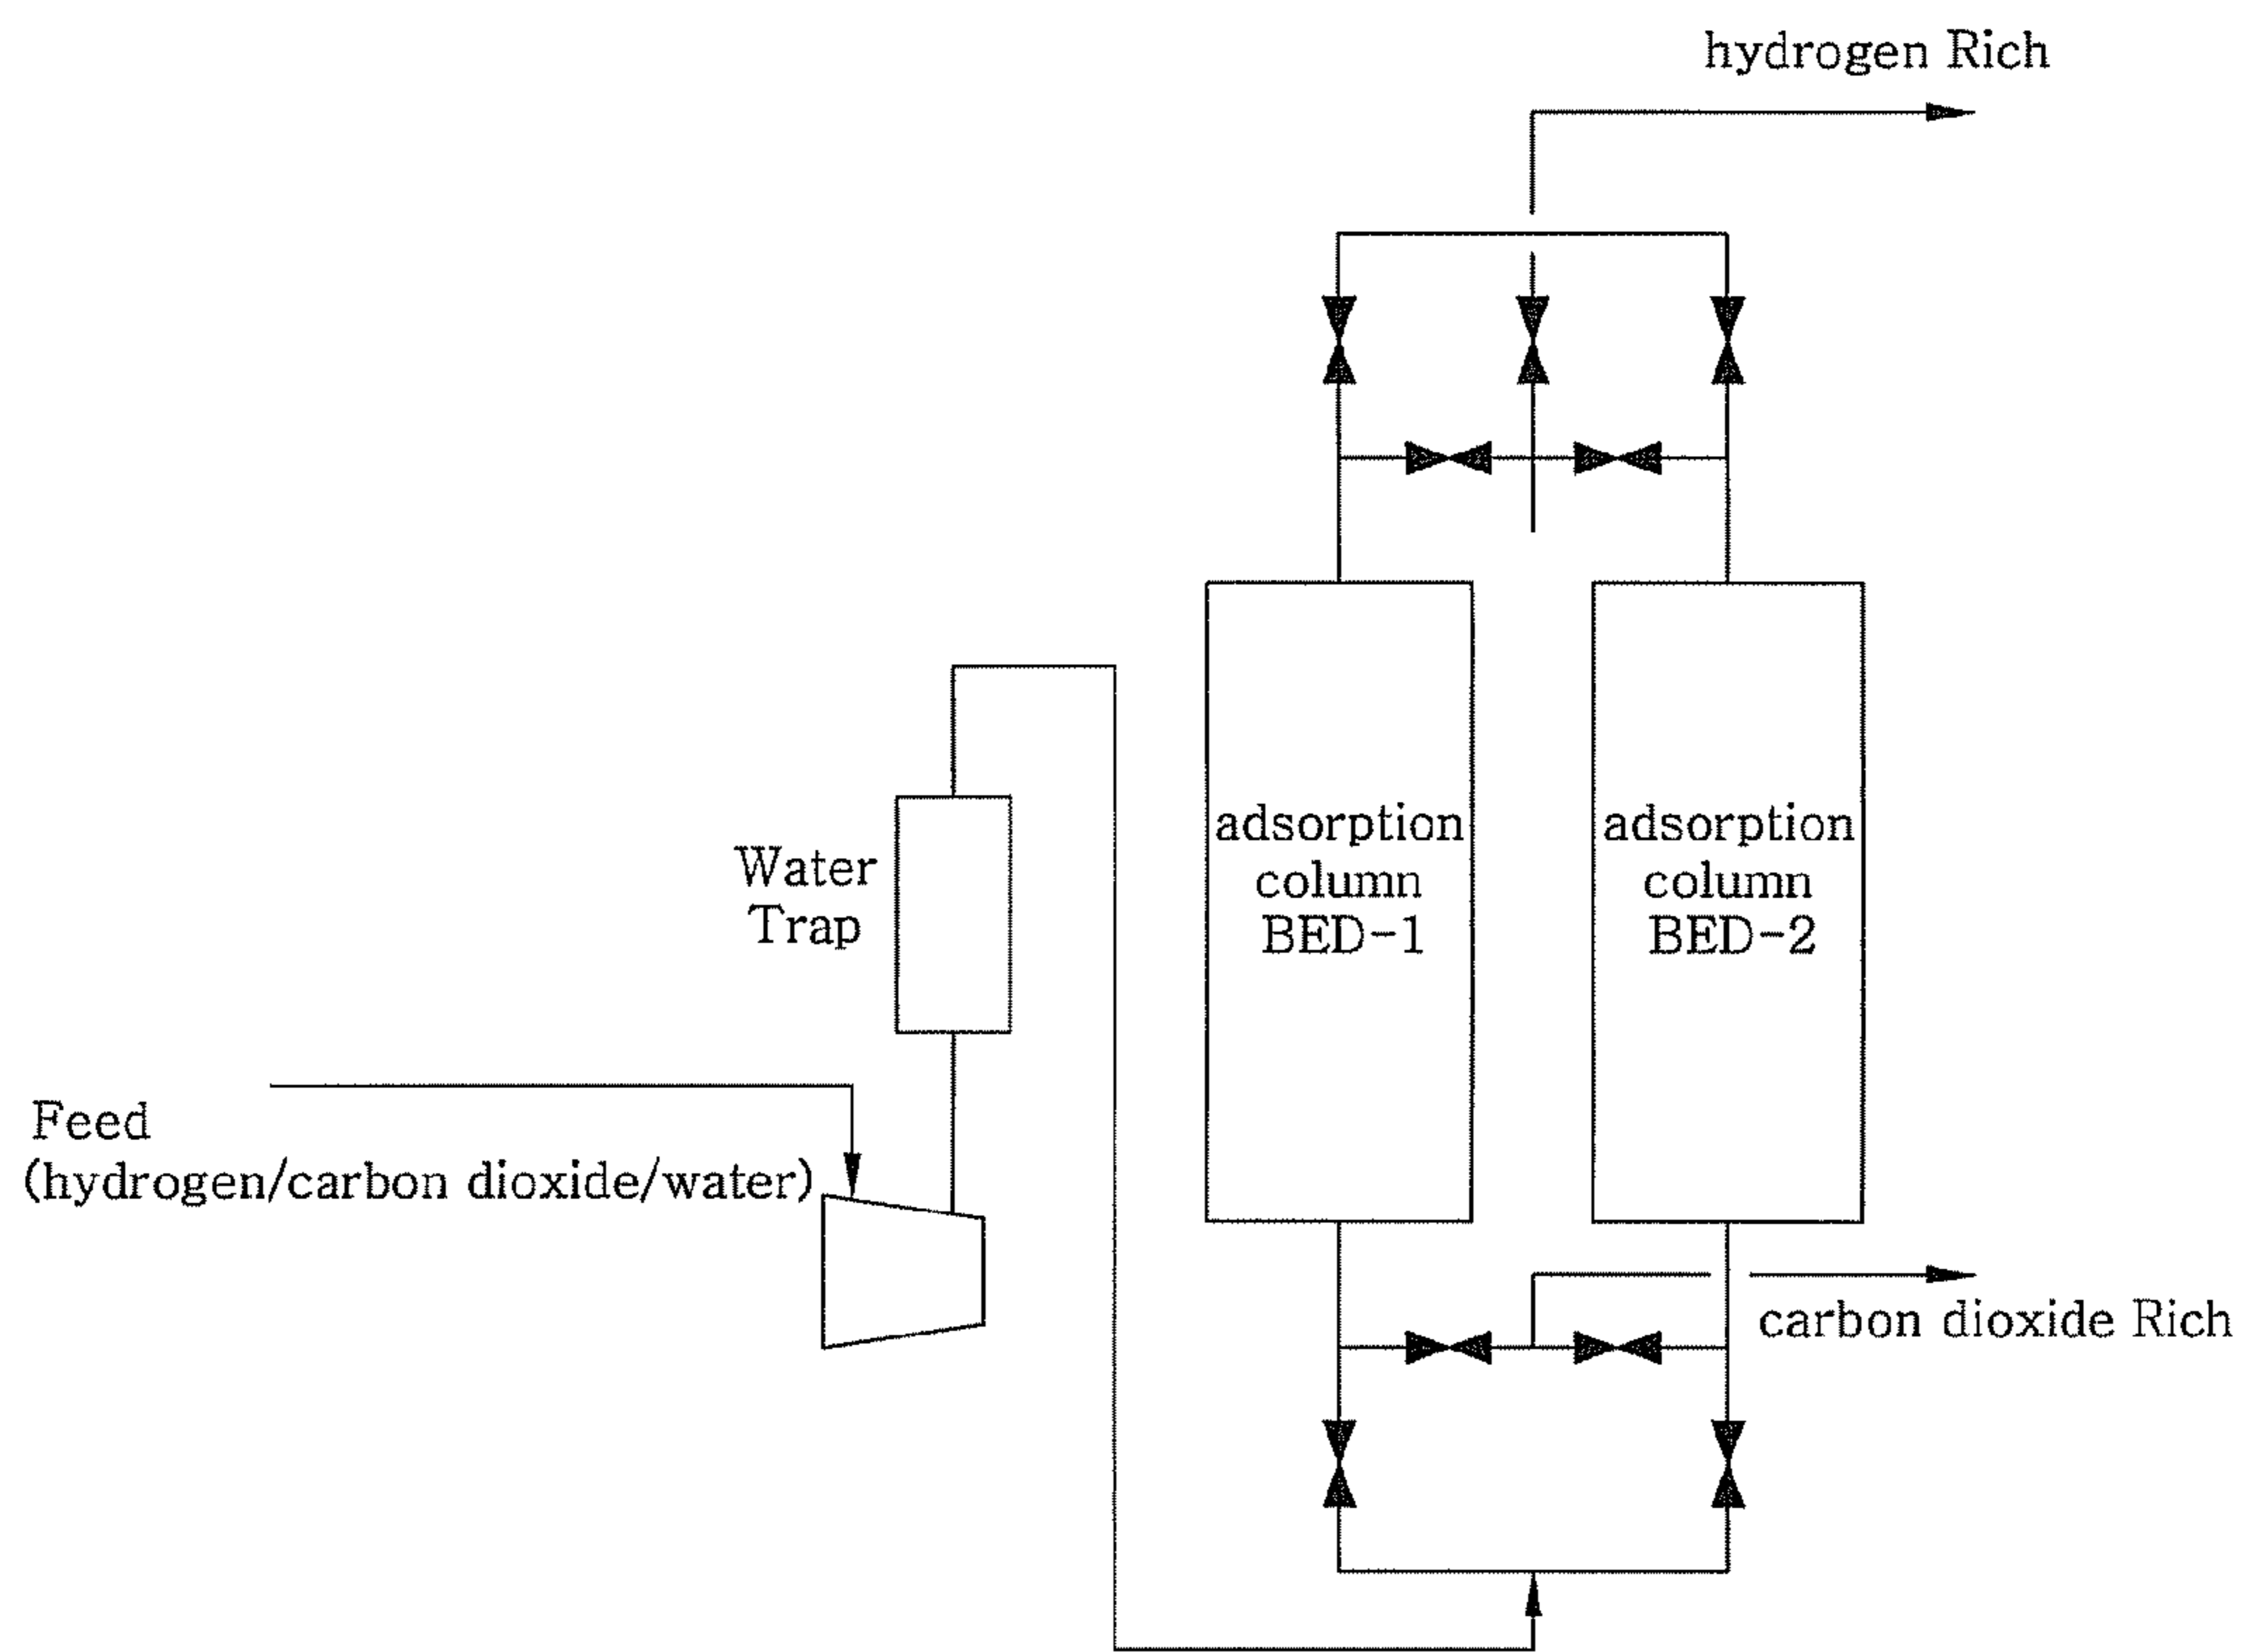 hydrogen Rich
adsorption
column
BED-1
adsorption
column
BED-2
Water
Trap
Feed
(hydrogen/carbon dioxide/water)
carbon dioxide Rich